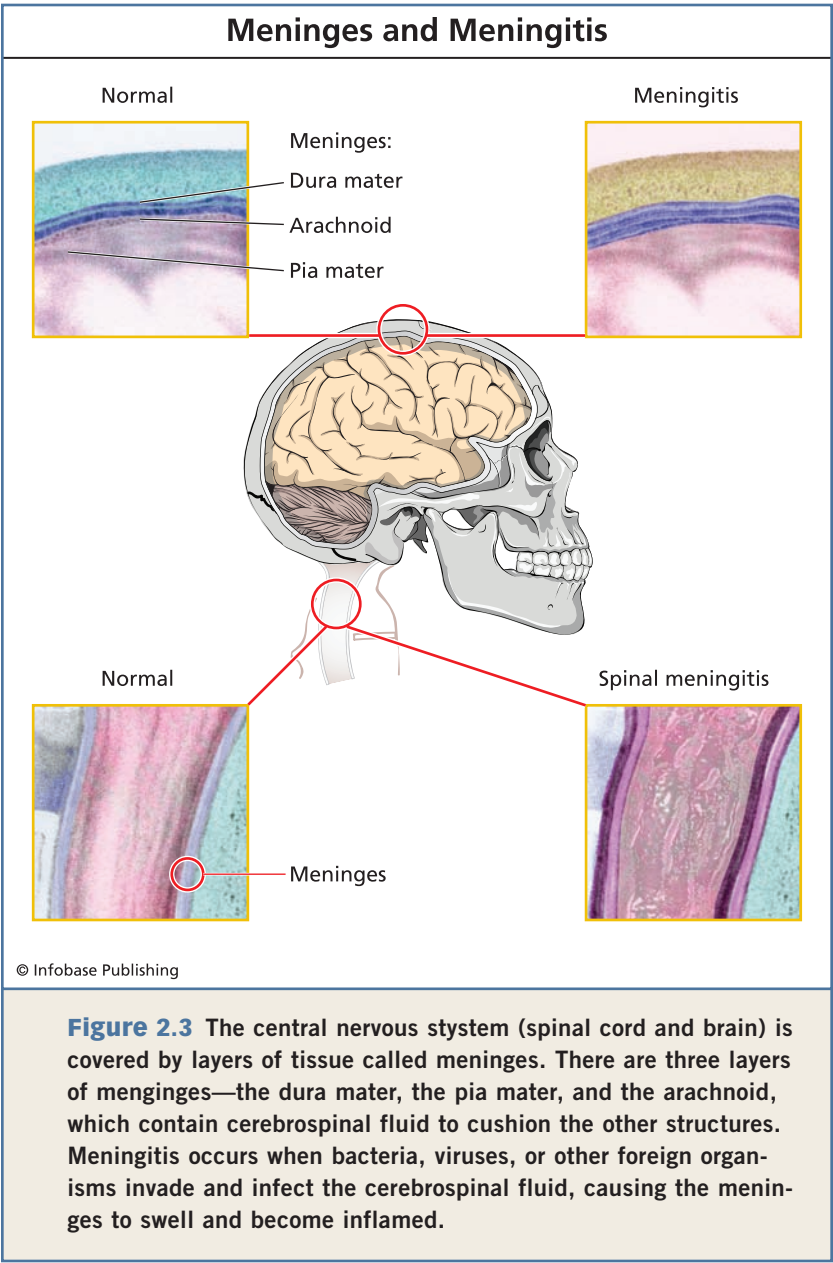 Meninges and Meningitis
Normal
Meningitis
Meninges:
Dura mater
Arachnoid
Pia mater
Normal
Spinal meningitis
Meninges
© Infobase Publishing
Figure 2.3 The central nervous stystem (spinal cord and brain) is
covered by layers of tissue called meninges. There are three layers
of menginges—the dura mater, the pia mater, and the arachnoid,
which contain cerebrospinal fluid to cushion the other structures.
Meningitis occurs when bacteria, viruses, or other foreign organ-
isms invade and infect the cerebrospinal fluid, causing the menin-
ges to swell and become inflamed.